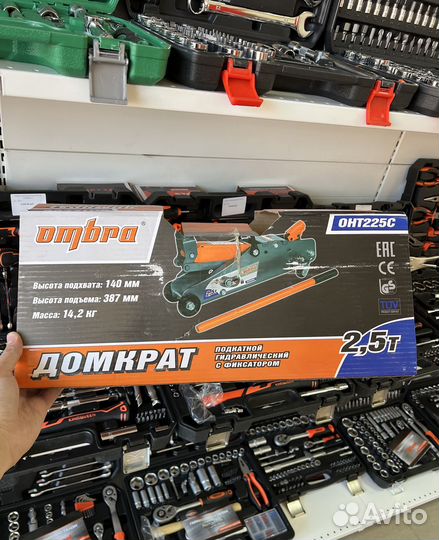 ombra®
OHT225C
Высота подхвата: 140 мм
Высота подъема: 387 мм
Масса: 14,2 кг
EAC
CE
GS
TÜV
ДОМКРАТ
ПОДКАТНОЙ
ГИДРАВЛИЧЕСКИЙ
С ФИКСАТОРОМ
2,5т
Avito